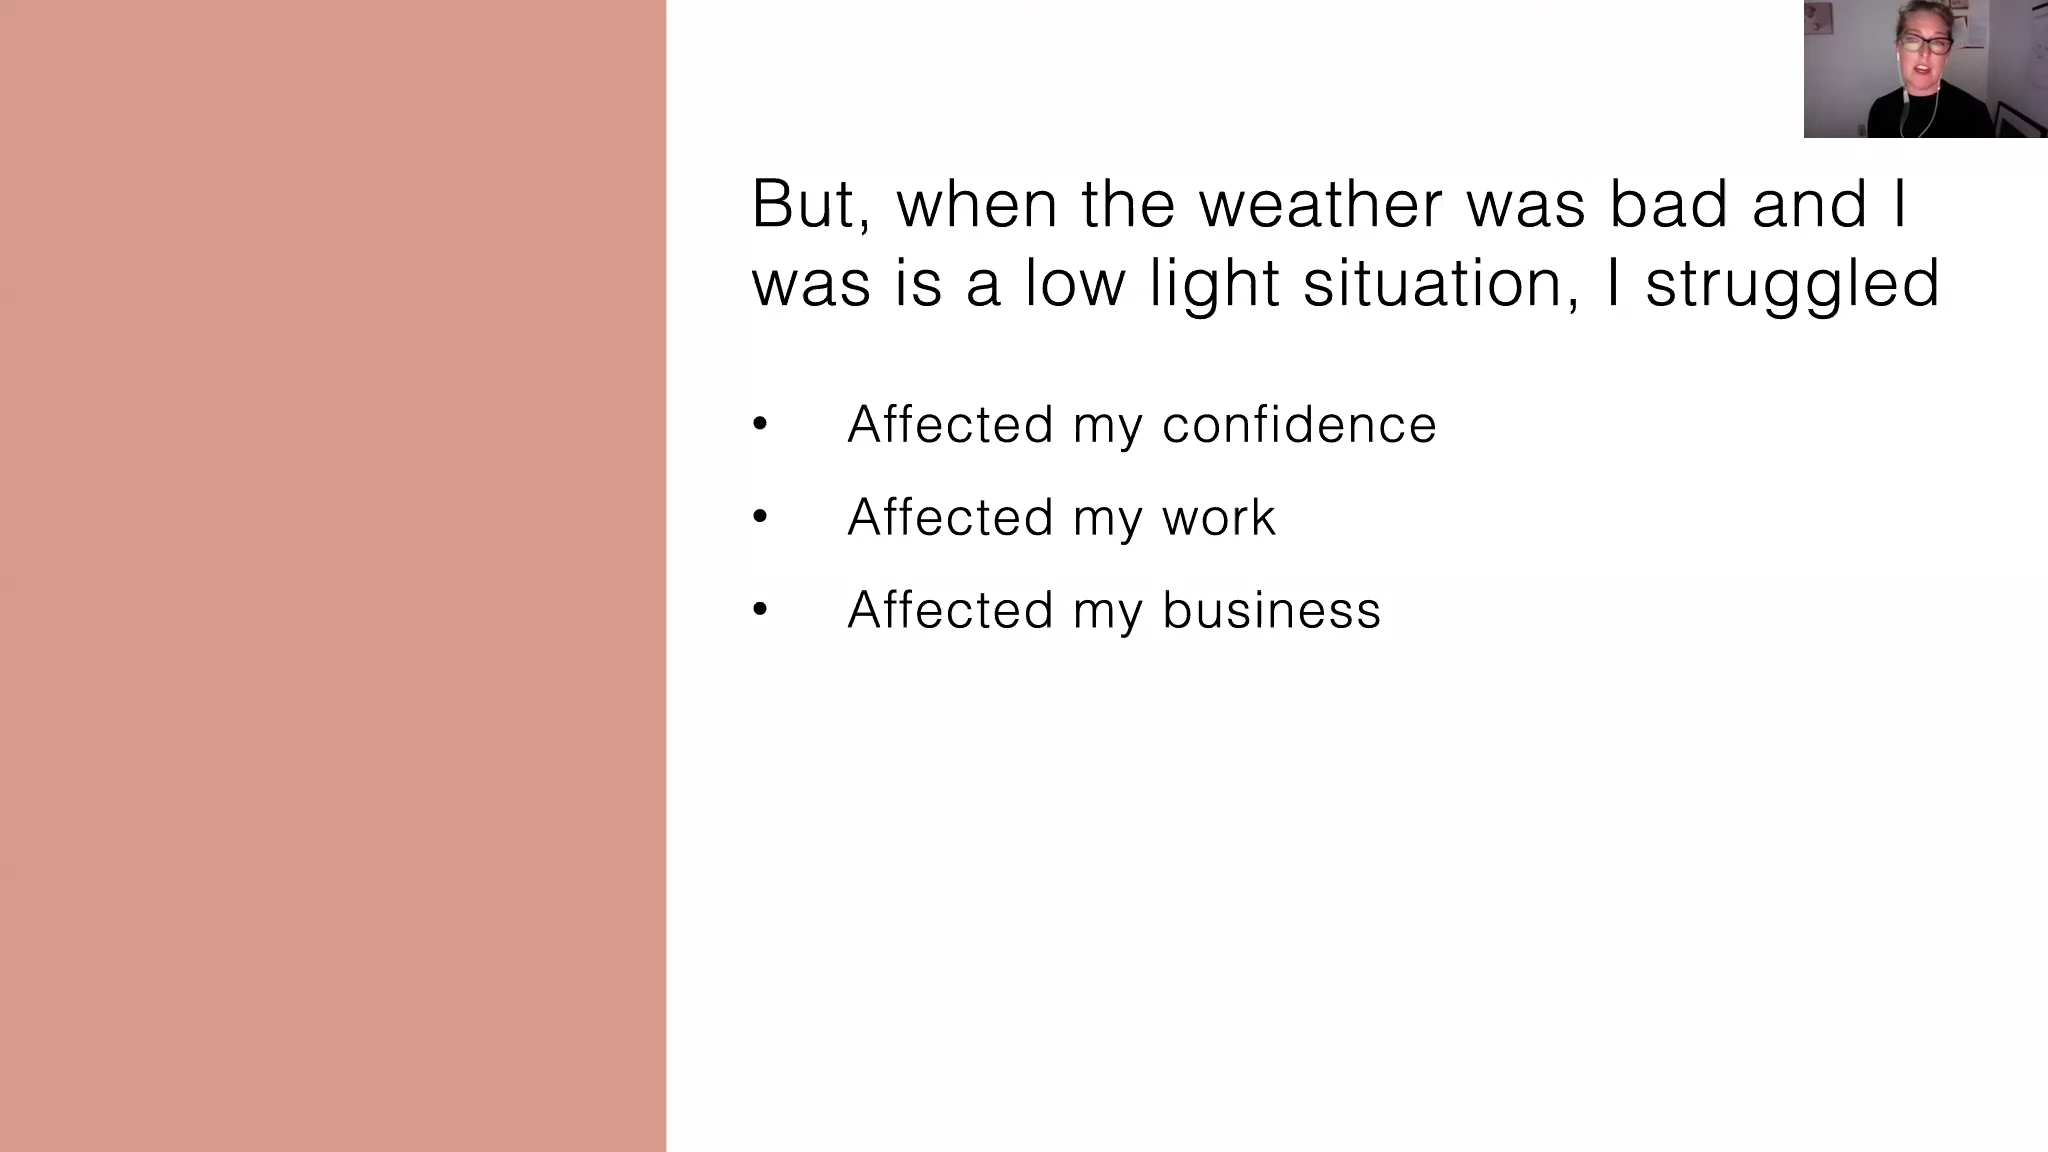 But, when the weather was bad and I
was is a low light situation, I struggled
• Affected my confidence
• Affected my work
• Affected my business